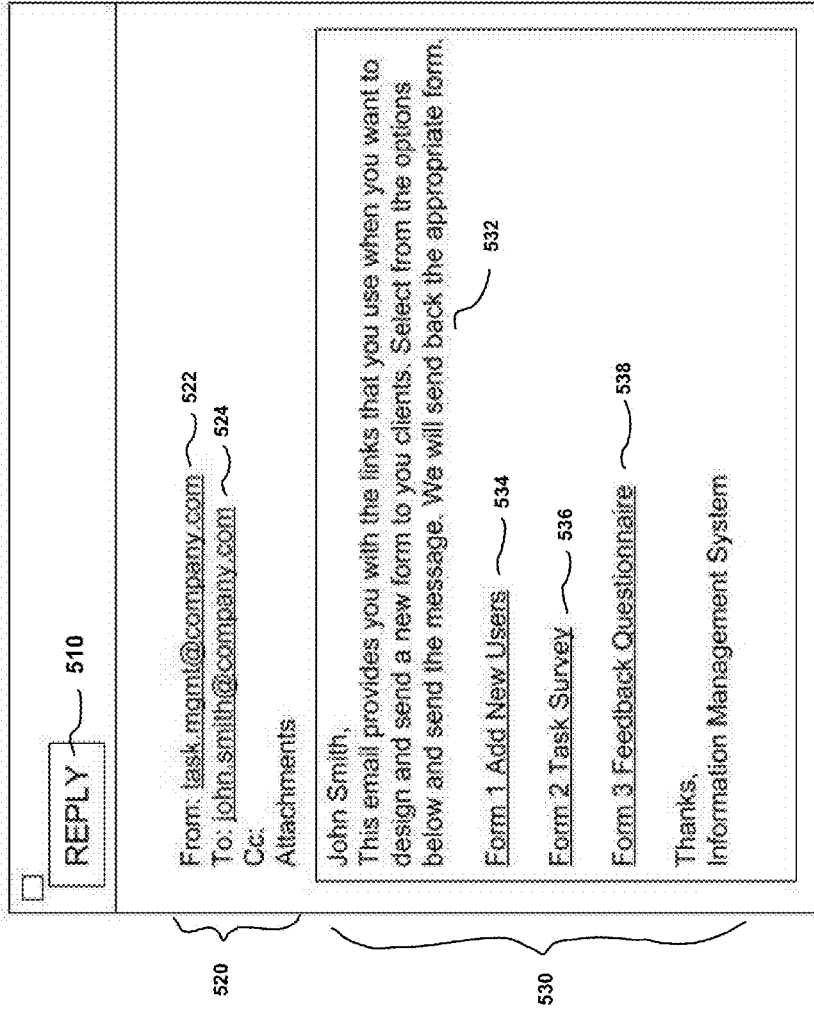 REPLY
510
From: task.mgmt@company.com
522
To: john.smith@company.com
524
Cc:
Attachments
520
John Smith,
This email provides you with the links that you use when you want to
design and send a new form to you clients. Select from the options
below and send the message. We will send back the appropriate form.
532
Form 1 Add New Users
534
Form 2 Task Survey
536
Form 3 Feedback Questionnaire
538
Thanks,
Information Management System
530